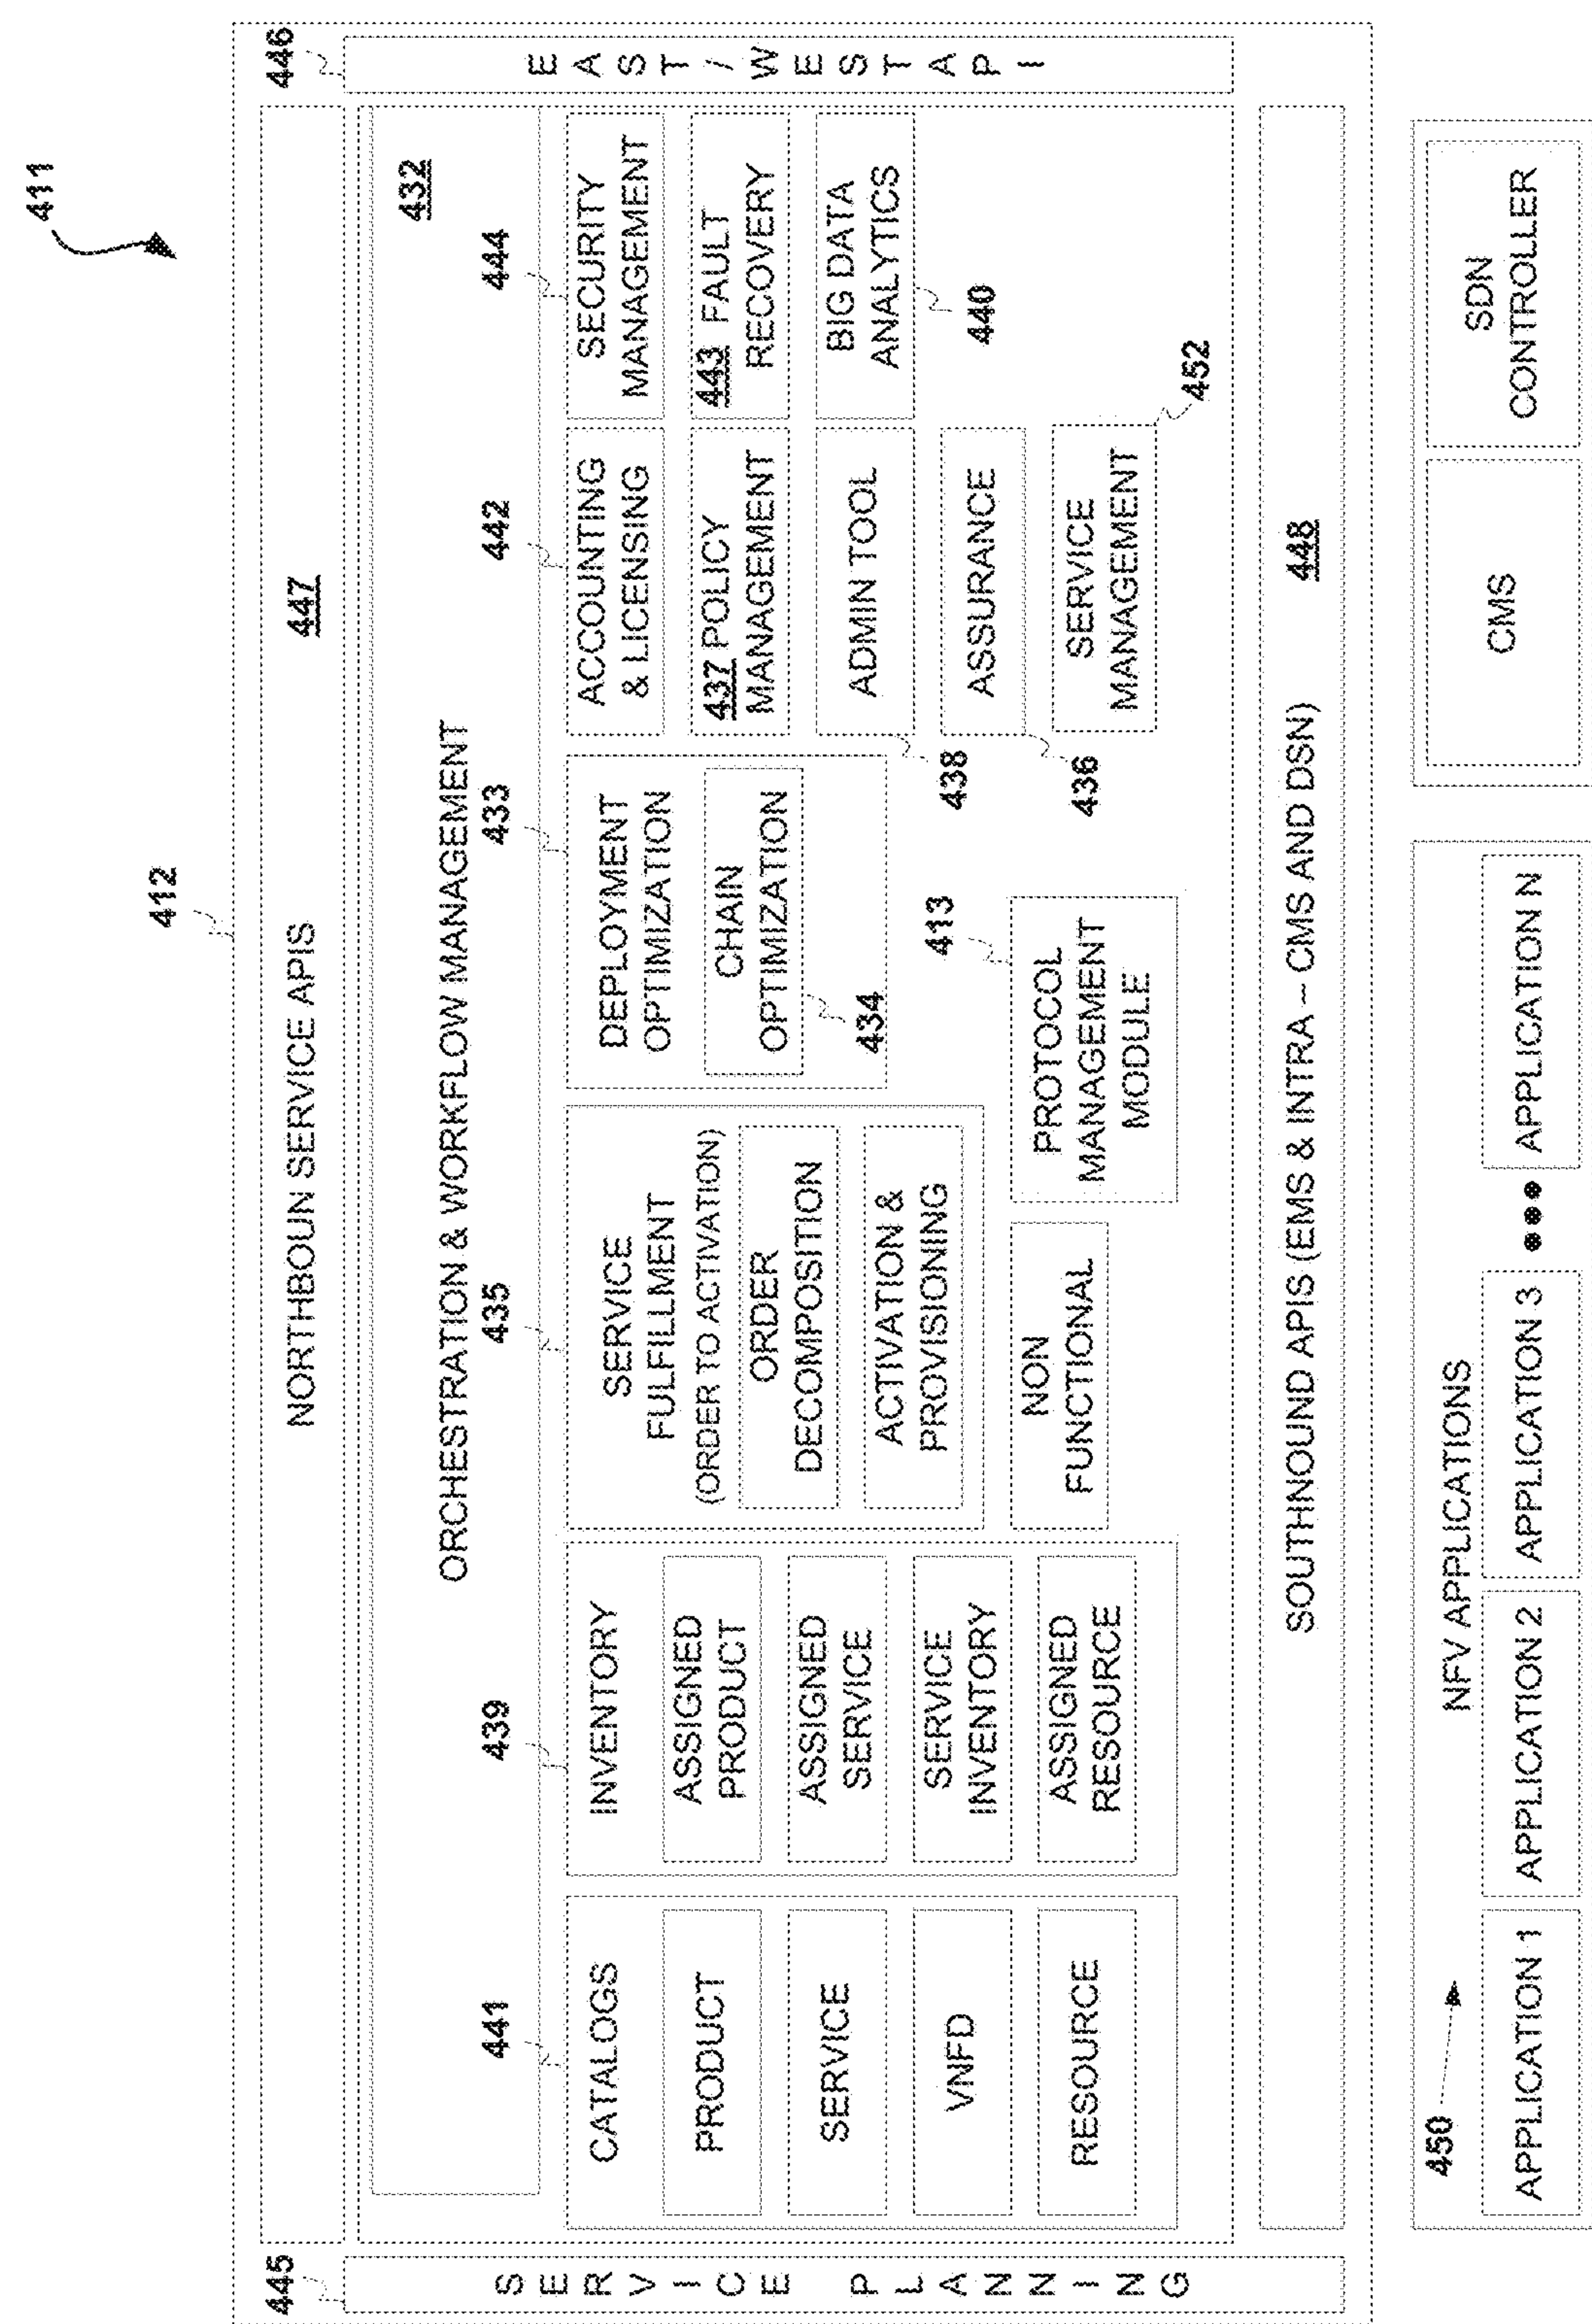 411
412
446
445
NORTHBOUN SERVICE APIS
447
EAST/WEST API
SERVICE PLANNING
432
ORCHESTRATION & WORKFLOW MANAGEMENT
441
CATALOGS
PRODUCT
SERVICE
VNFD
RESOURCE
439
INVENTORY
ASSIGNED
PRODUCT
ASSIGNED
SERVICE
SERVICE
INVENTORY
ASSIGNED
RESOURCE
435
SERVICE
FULFILLMENT
(ORDER TO ACTIVATION)
ORDER
DECOMPOSITION
ACTIVATION &
PROVISIONING
NON
FUNCTIONAL
433
DEPLOYMENT
OPTIMIZATION
CHAIN
OPTIMIZATION
434
413
PROTOCOL
MANAGEMENT
MODULE
442
ACCOUNTING
& LICENSING
437 POLICY
MANAGEMENT
ADMIN TOOL
438
ASSURANCE
436
SERVICE
MANAGEMENT
452
444
SECURITY
MANAGEMENT
443 FAULT
RECOVERY
BIG DATA
ANALYTICS
440
SOUTHNOUND APIS (EMS & INTRA – CMS AND DSN)
448
450
NFV APPLICATIONS
APPLICATION 1
APPLICATION 2
APPLICATION 3
APPLICATION N
CMS
SDN
CONTROLLER